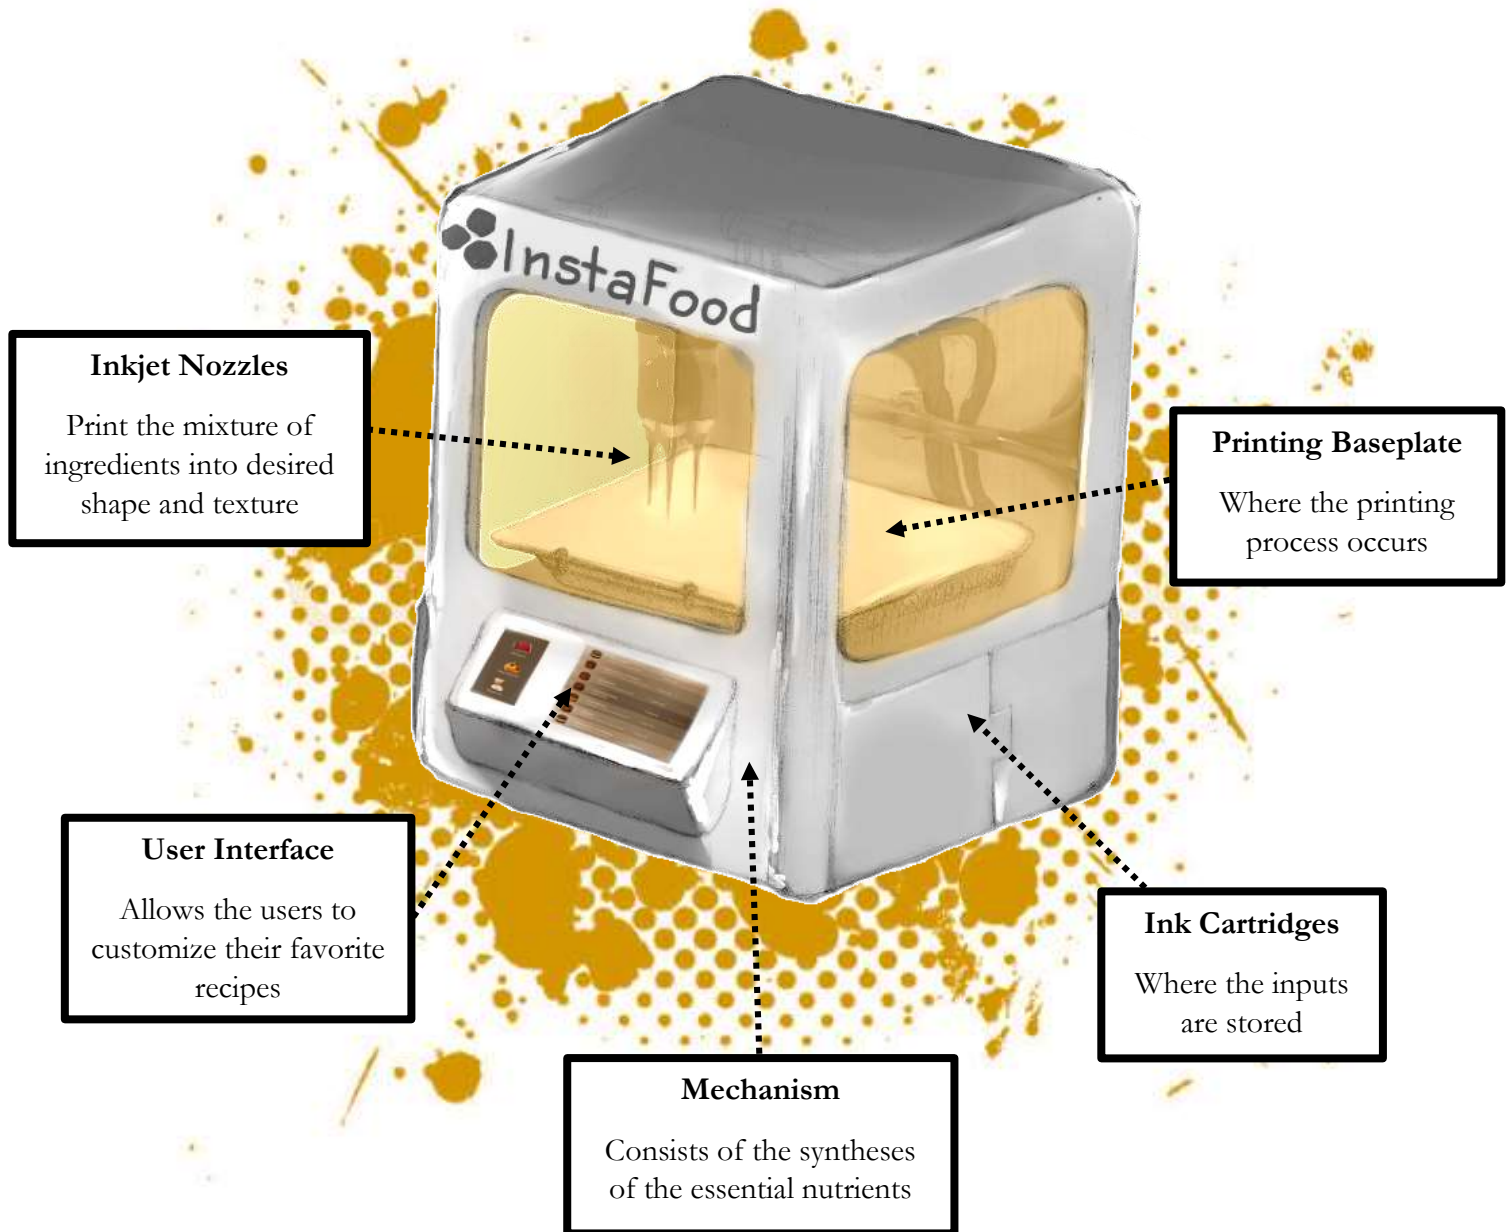 InstaFood
Inkjet Nozzles
Print the mixture of
ingredients into desired
shape and texture
Printing Baseplate
Where the printing
process occurs
User Interface
Allows the users to
customize their favorite
recipes
Ink Cartridges
Where the inputs
are stored
Mechanism
Consists of the syntheses
of the essential nutrients